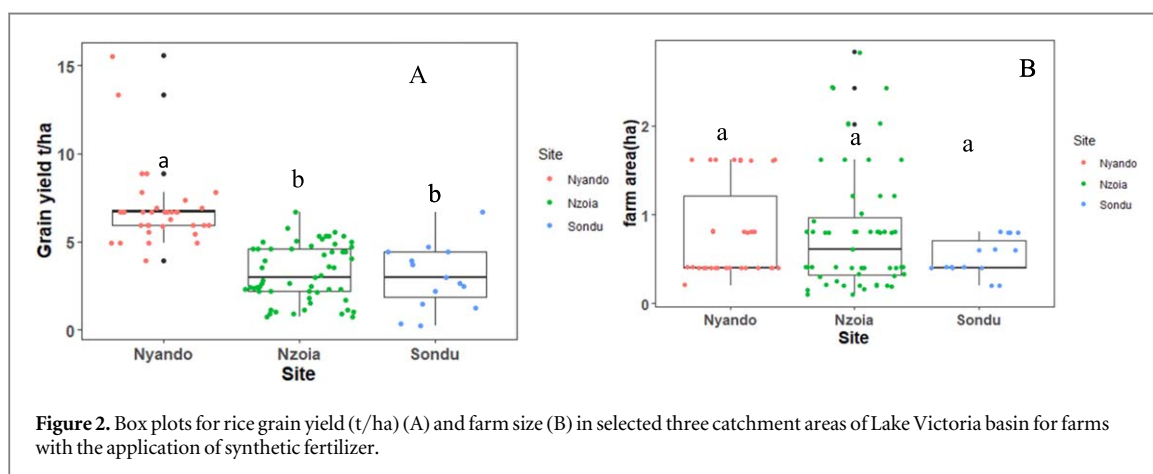 A
Grain yield t/ha
15
10
5
0
a
b
b
Nyando
Nzoia
Sondu
Site
Site
Nyando
Nzoia
Sondu
B
farm area(ha)
2
1
0
a
a
a
Nyando
Nzoia
Sondu
Site
Site
Nyando
Nzoia
Sondu
Figure 2. Box plots for rice grain yield (t/ha) (A) and farm size (B) in selected three catchment areas of Lake Victoria basin for farms
with the application of synthetic fertilizer.